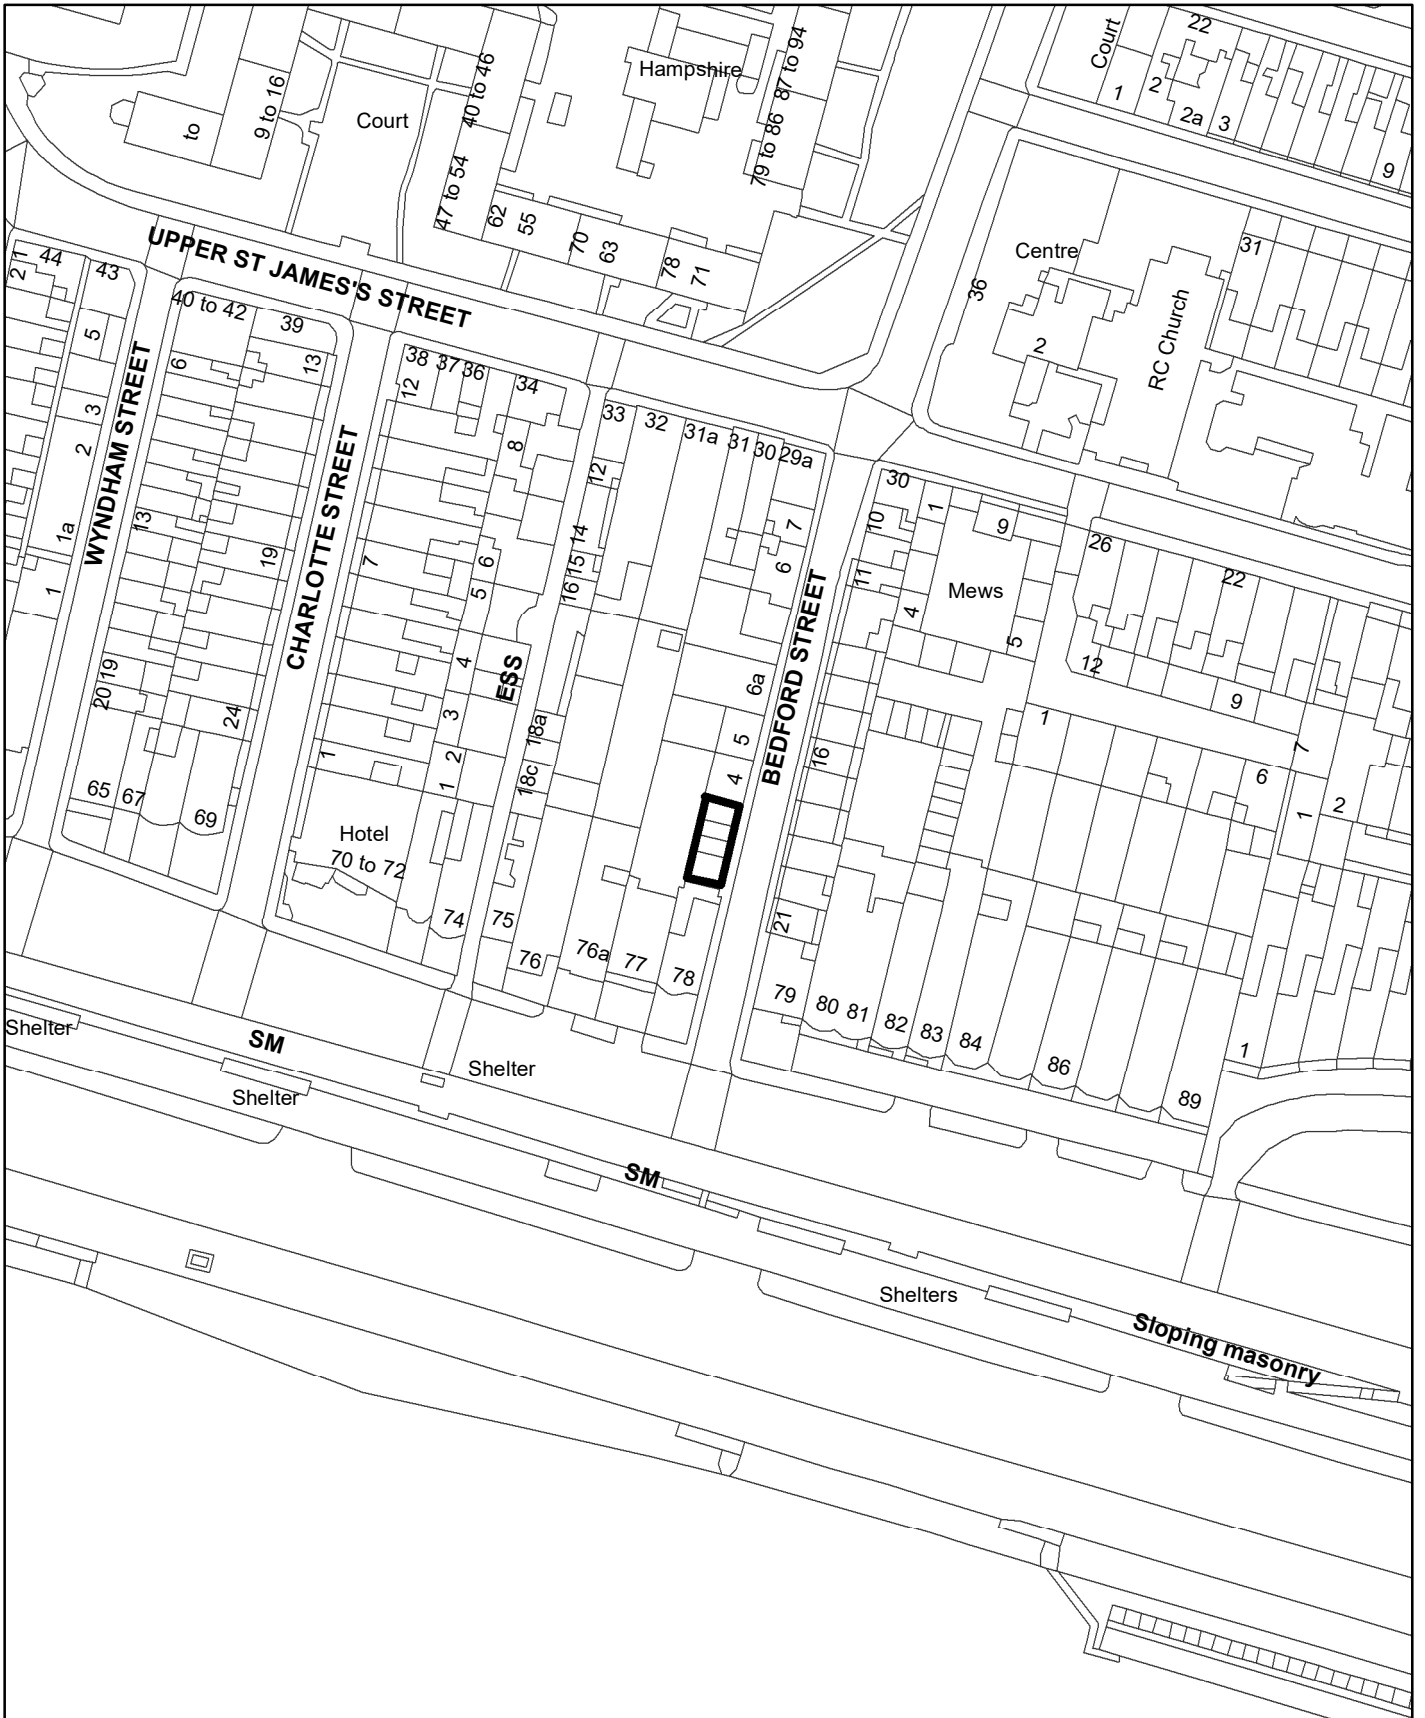 Hampshire
Court
22
1
2
2a
3
9
to
9 to 16
Court
40 to 46
47 to 54
87 to 94
79 to 86
62
55
70
63
78
71
UPPER ST JAMES'S STREET
1
2
44
43
40 to 42
39
13
5
6
3
2
1a
1
WYNDHAM STREET
13
19
20
19
24
65
67
69
CHARLOTTE STREET
38
37
36
34
12
8
7
6
5
4
3
2
1
1
ESS
Hotel
70 to 72
74
33
32
31a
31
30
29a
12
14
15
16
18a
18c
7
6
6a
5
4
75
76
76a
77
78
BEDFORD STREET
36
Centre
2
RC Church
31
30
1
9
10
11
4
Mews
5
16
21
26
22
12
9
1
7
6
1
2
79
80
81
82
83
84
86
89
1
Shelter
SM
Shelter
Shelter
SM
Shelters
Sloping masonry